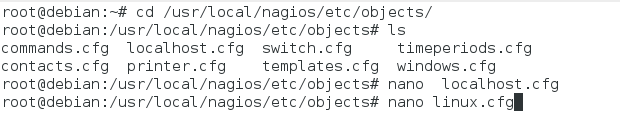 root@debian:~# cd /usr/local/nagios/etc/objects/
root@debian:/usr/local/nagios/etc/objects# ls
commands.cfg  localhost.cfg  switch.cfg     timeperiods.cfg
contacts.cfg  printer.cfg    templates.cfg  windows.cfg
root@debian:/usr/local/nagios/etc/objects# nano  localhost.cfg
root@debian:/usr/local/nagios/etc/objects# nano linux.cfg